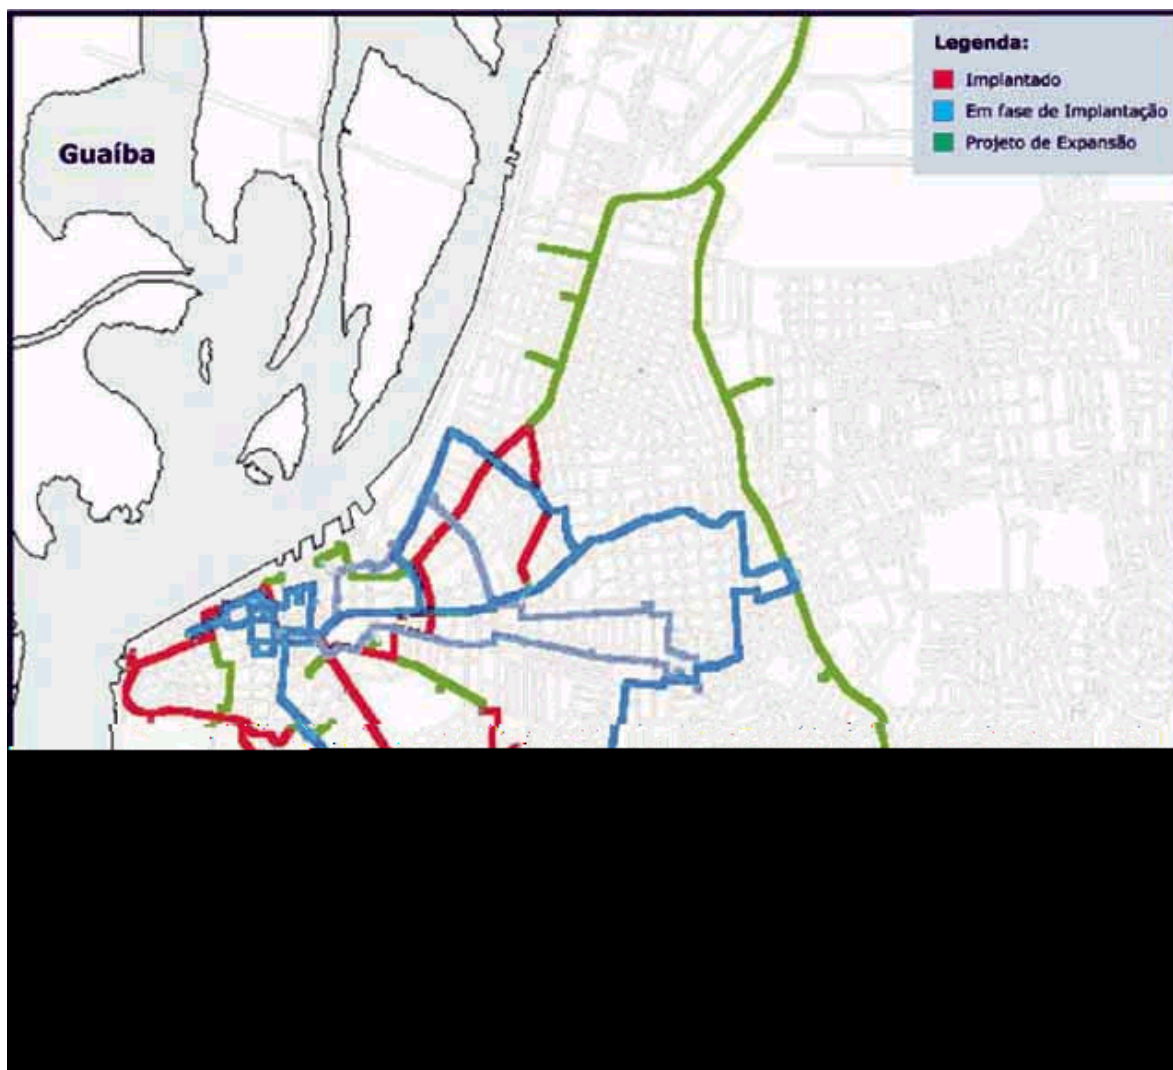 Legenda:
Implantado
Em fase de Implantação
Projeto de Expansão
Guaíba